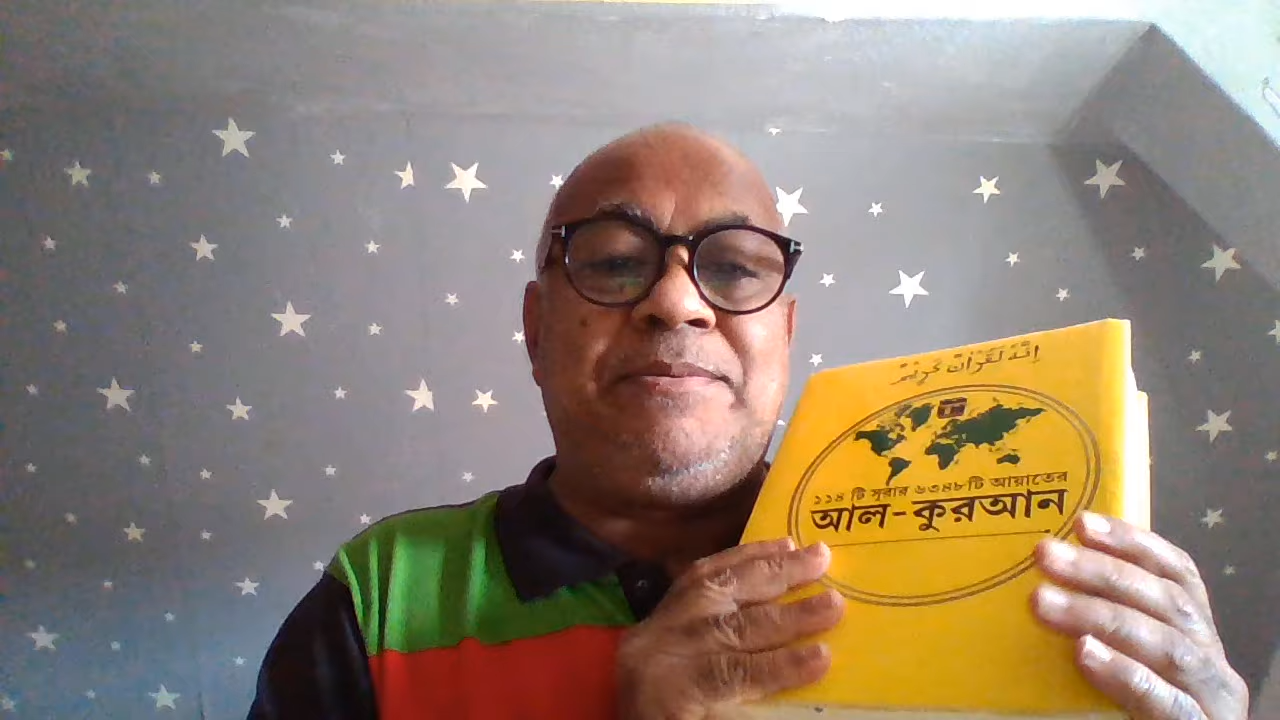 اِنَّهٗ لَقُرْاٰنٌ كَرِيْمٌ
১১৪ টি সূরার ৬৩৪৮টি আয়াতের
আল-কুরআন